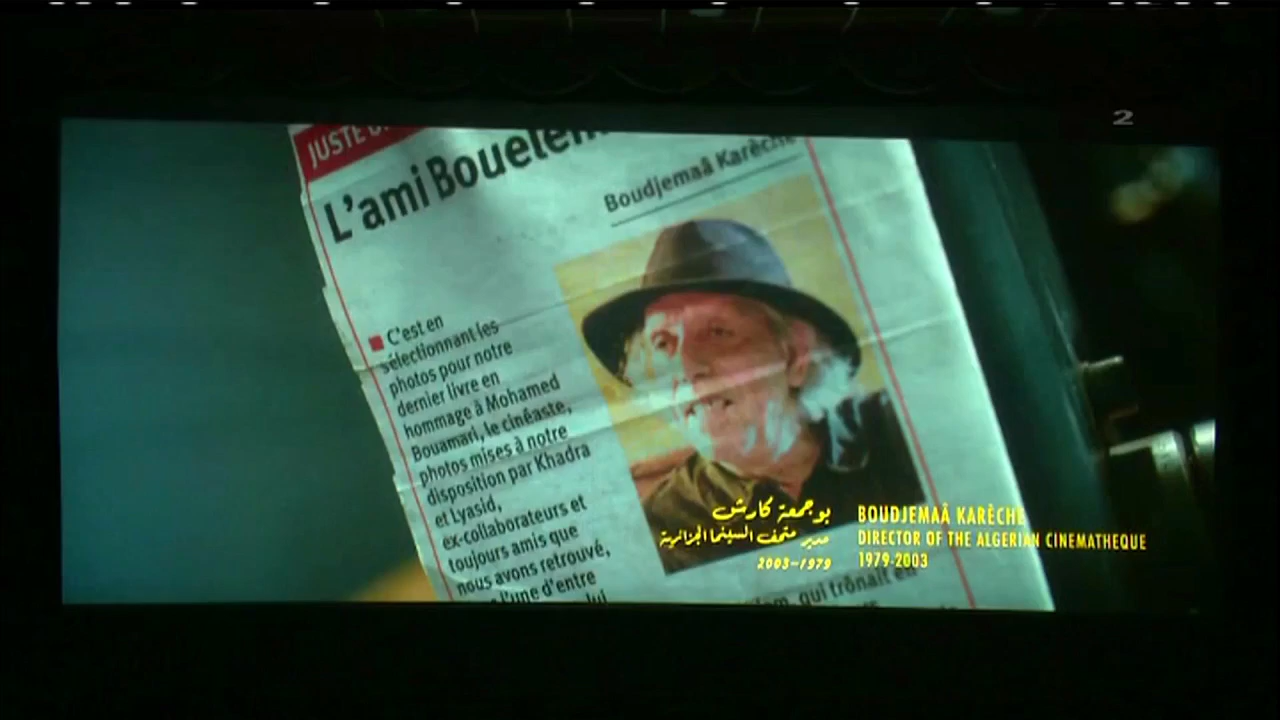 2
JUSTE
L'ami Bouelem
Boudjemaâ Karèche
C'est en
sélectionnant les
photos pour notre
dernier livre en
hommage à Mohamed
Bouamari, le cinéaste,
photos mises à notre
disposition par Khadra
et Lyasid,
ex-collaborateurs et
toujours amis que
nous avons retrouvé,
l'une d'entre
lui
qui trônait en
بوجمعة كارش
مدير متحف السينما الجزائرية
2003-1979
BOUDJEMAÂ KARÈCHE
DIRECTOR OF THE ALGERIAN CINEMATHEQUE
1979-2003